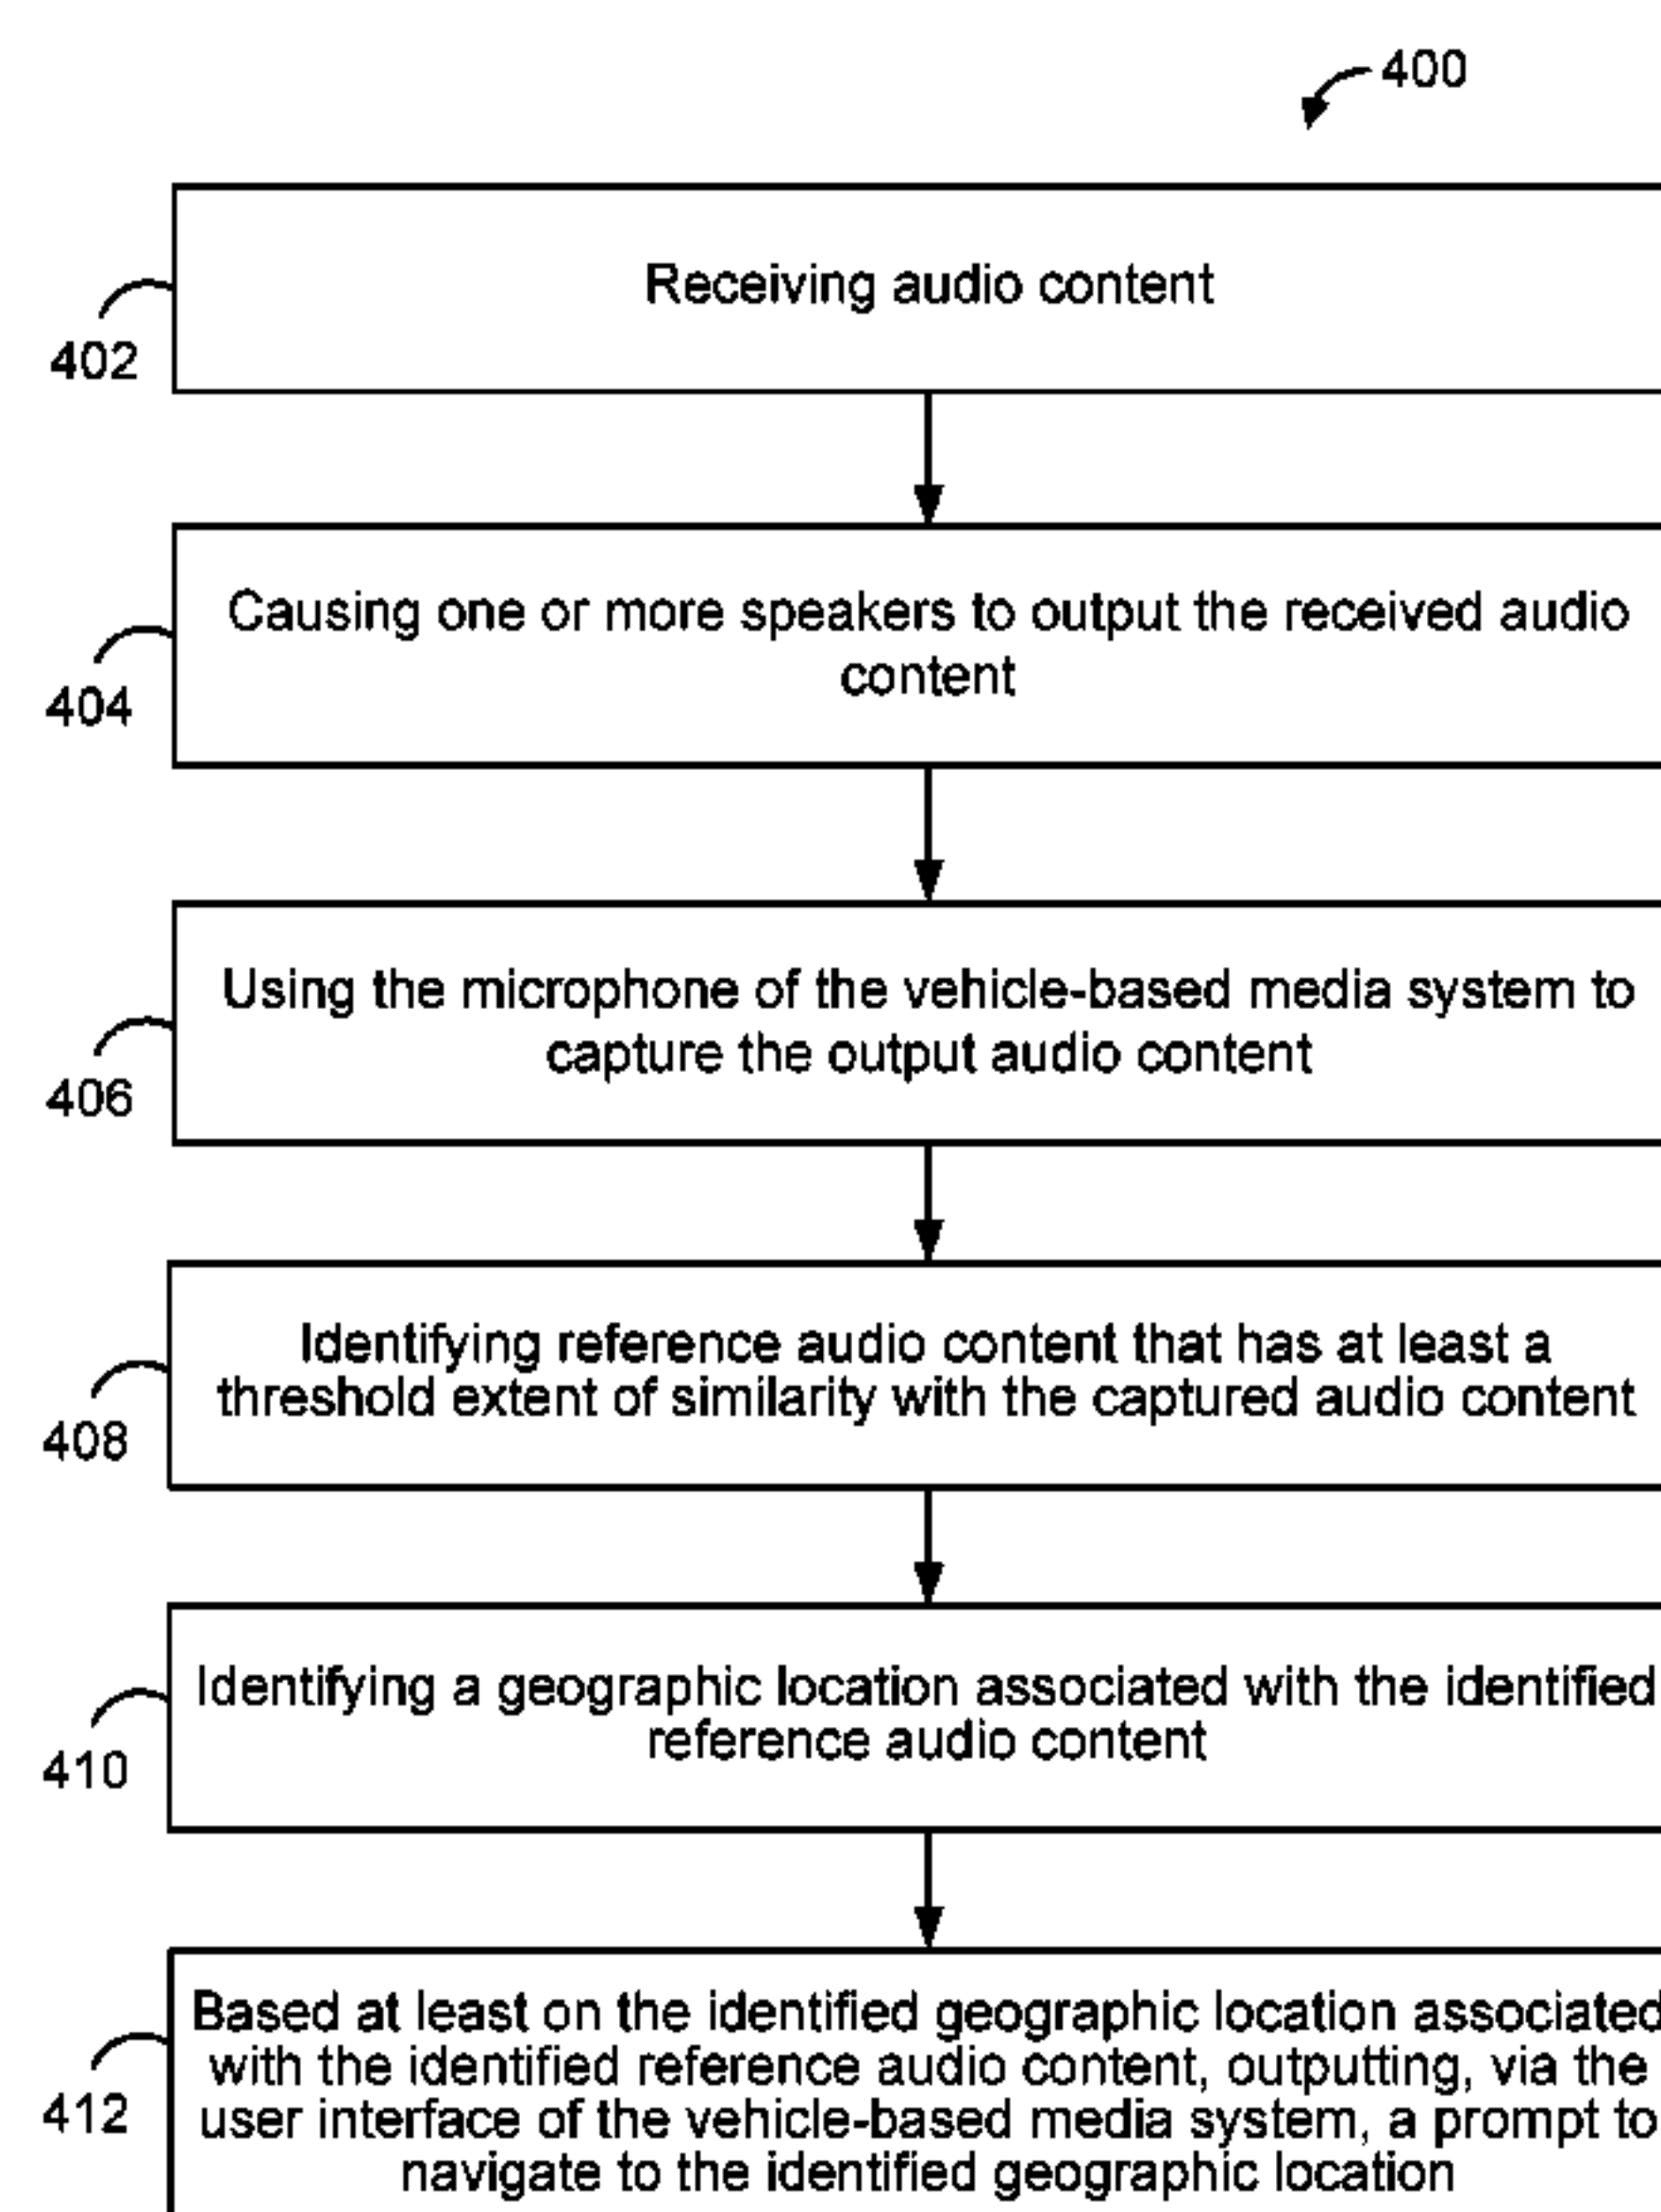 400
Receiving audio content
402
Causing one or more speakers to output the received audio
content
404
Using the microphone of the vehicle-based media system to
capture the output audio content
406
Identifying reference audio content that has at least a
threshold extent of similarity with the captured audio content
408
Identifying a geographic location associated with the identified
reference audio content
410
Based at least on the identified geographic location associated
with the identified reference audio content, outputting, via the
user interface of the vehicle-based media system, a prompt to
navigate to the identified geographic location
412